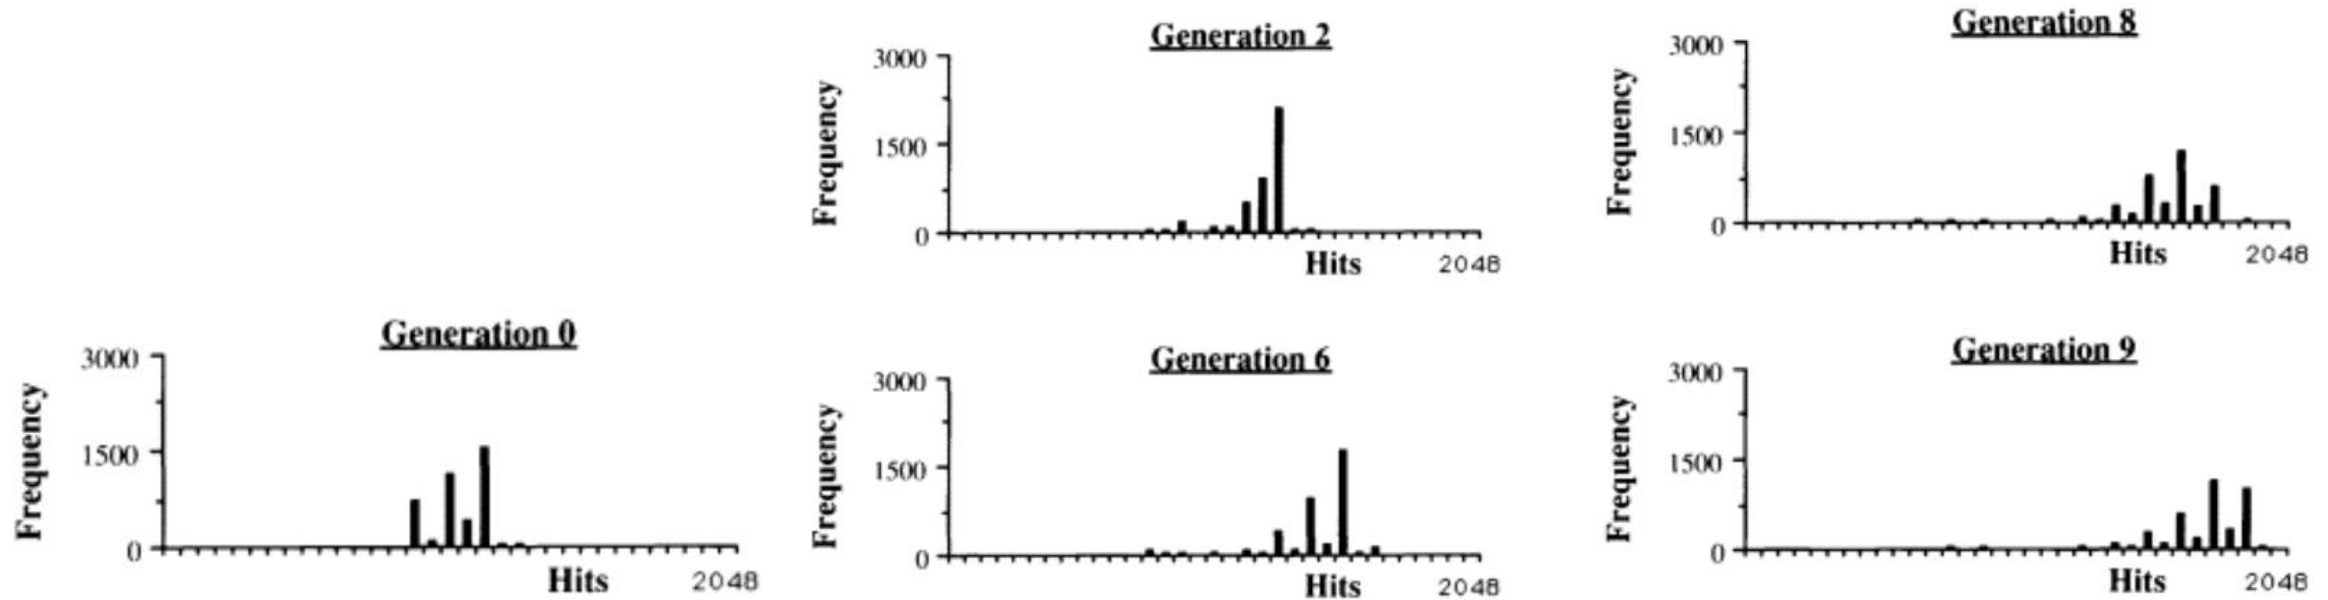 Generation 0
3000
1500
0
Frequency
Hits
2048
Generation 2
3000
1500
0
Frequency
Hits
2048
Generation 6
3000
1500
0
Frequency
Hits
2048
Generation 8
3000
1500
0
Frequency
Hits
2048
Generation 9
3000
1500
0
Frequency
Hits
2048